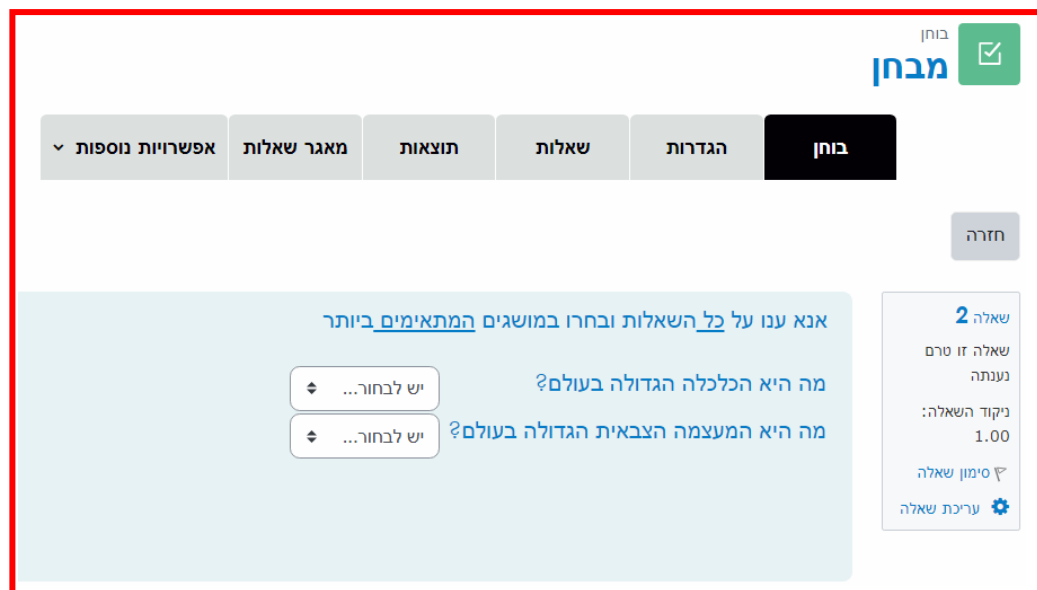 בוחן
מבחן
בוחן הגדרות שאלות תוצאות מאגר שאלות אפשרויות נוספות
חזרה
שאלה 2
שאלה זו טרם
נענתה
ניקוד השאלה:
1.00
סימון שאלה
עריכת שאלה
אנא ענו על כל השאלות ובחרו במושגים המתאימים ביותר
מה היא הכלכלה הגדולה בעולם? יש לבחור...
מה היא המעצמה הצבאית הגדולה בעולם? יש לבחור...